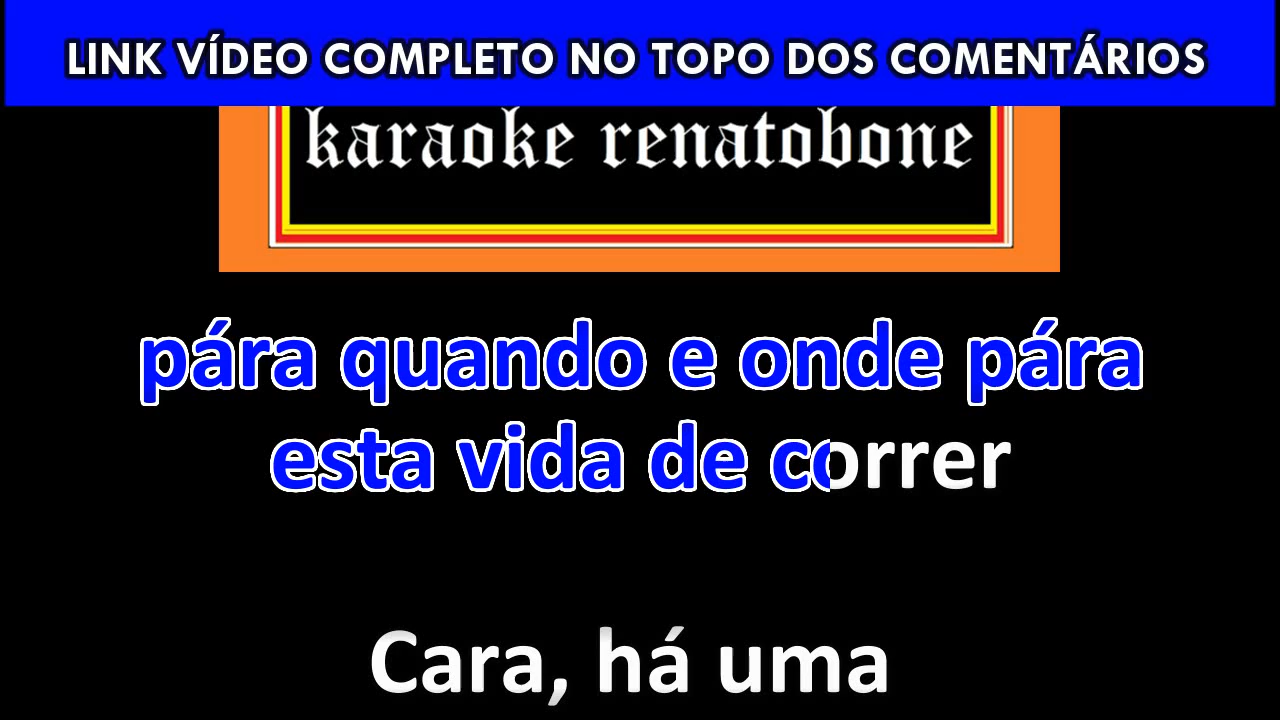 LINK VÍDEO COMPLETO NO TOPO DOS COMENTÁRIOS
karaoke renatobone
pára quando e onde pára
esta vida de correr
Cara, há uma